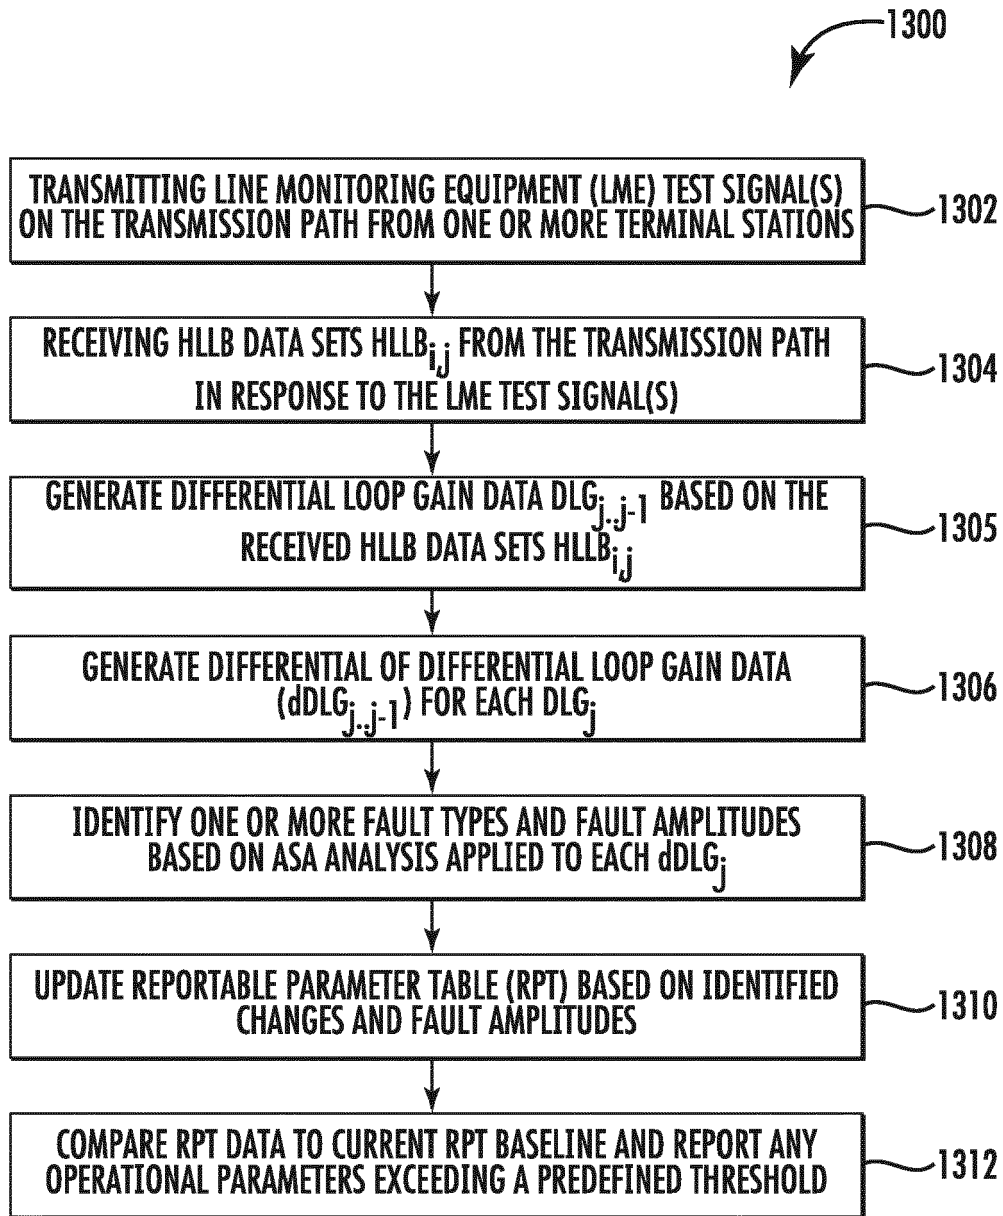 1300
TRANSMITTING LINE MONITORING EQUIPMENT (LME) TEST SIGNAL(S)
ON THE TRANSMISSION PATH FROM ONE OR MORE TERMINAL STATIONS
1302
RECEIVING HLLB DATA SETS HLLBi,j FROM THE TRANSMISSION PATH
IN RESPONSE TO THE LME TEST SIGNAL(S)
1304
GENERATE DIFFERENTIAL LOOP GAIN DATA DLGj..j-1 BASED ON THE
RECEIVED HLLB DATA SETS HLLBi,j
1305
GENERATE DIFFERENTIAL OF DIFFERENTIAL LOOP GAIN DATA
(dDLGj..j-1) FOR EACH DLGj
1306
IDENTIFY ONE OR MORE FAULT TYPES AND FAULT AMPLITUDES
BASED ON ASA ANALYSIS APPLIED TO EACH dDLGj
1308
UPDATE REPORTABLE PARAMETER TABLE (RPT) BASED ON IDENTIFIED
CHANGES AND FAULT AMPLITUDES
1310
COMPARE RPT DATA TO CURRENT RPT BASELINE AND REPORT ANY
OPERATIONAL PARAMETERS EXCEEDING A PREDEFINED THRESHOLD
1312